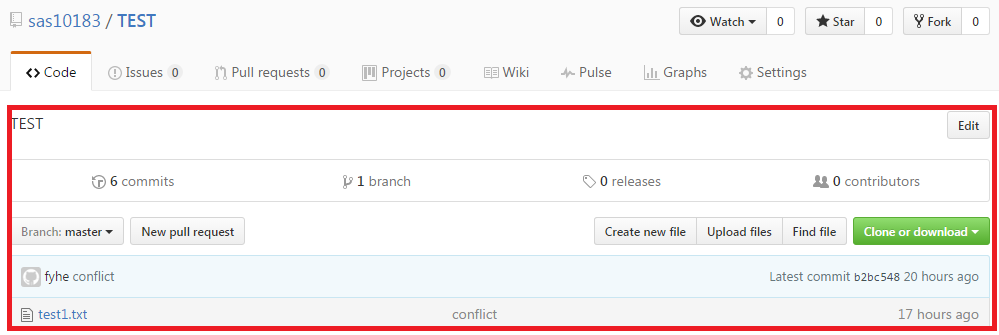 sas10183 / TEST Watch 0 Star 0 Fork 0
Code Issues 0 Pull requests 0 Projects 0 Wiki Pulse Graphs Settings
TEST Edit
6 commits 1 branch 0 releases 0 contributors
Branch: master New pull request Create new file Upload files Find file Clone or download
fyhe conflict Latest commit b2bc548 20 hours ago
test1.txt conflict 17 hours ago